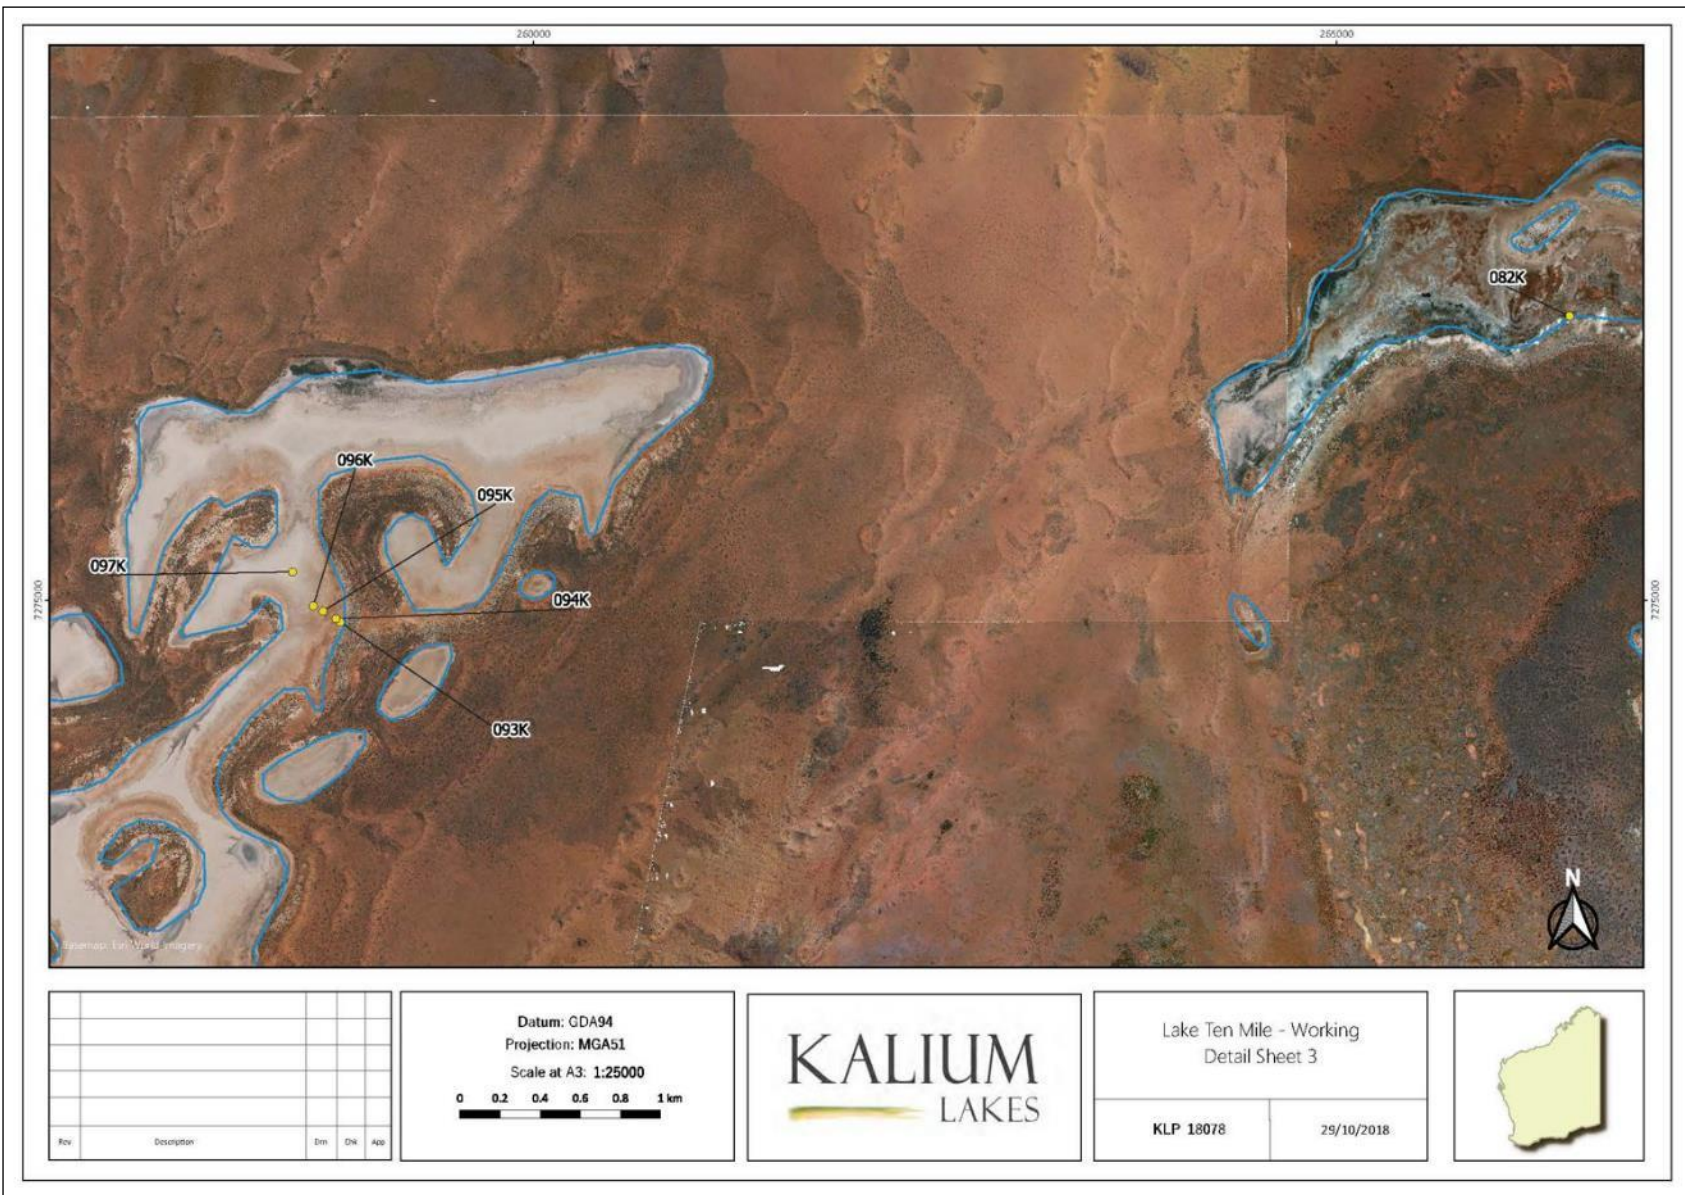 260000
265000
082K
096K
095K
097K
094K
7275000
7275000
093K
N
Basemap: Esri World Imagery
Rev Description Drn Chk App
Datum: GDA94
Projection: MGA51
Scale at A3: 1:25000
0 0.2 0.4 0.6 0.8 1 km
KALIUM
LAKES
Lake Ten Mile - Working
Detail Sheet 3
KLP 18078
29/10/2018